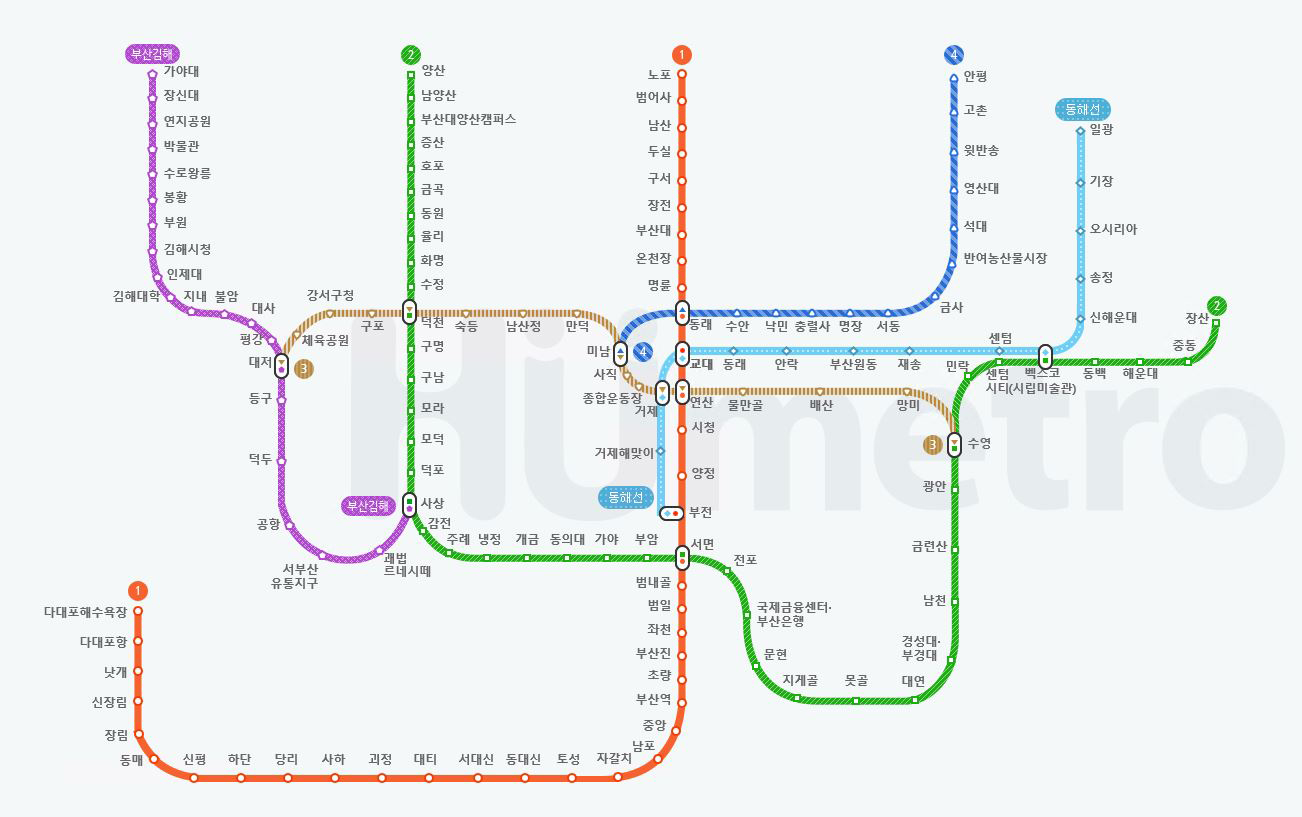 부산김해
2
1
4
동해선
가야대
장신대
연지공원
박물관
수로왕릉
봉황
부원
김해시청
인제대
김해대학
지내
불암
대사
평강
대저
3
등구
덕두
공항
서부산
유통지구
괘법
르네시떼
부산김해
사상
양산
남양산
부산대양산캠퍼스
증산
호포
금곡
동원
율리
화명
수정
덕천
구명
구남
모라
모덕
덕포
감전
주례
냉정
개금
동의대
가야
부암
서면
전포
국제금융센터·
부산은행
문현
지게골
못골
대연
경성대·
부경대
남천
금련산
광안
수영
3
민락
센텀
시티(시립미술관)
벡스코
동백
해운대
중동
장산
2
강서구청
체육공원
구포
숙등
남산정
만덕
미남
4
사직
종합운동장
거제
연산
물만골
배산
망미
노포
범어사
남산
두실
구서
장전
부산대
온천장
명륜
동래
교대
시청
양정
부전
범내골
범일
좌천
부산진
초량
부산역
중앙
남포
자갈치
토성
동대신
서대신
대티
괴정
사하
당리
하단
신평
동매
장림
신장림
낫개
다대포항
다대포해수욕장
1
안평
고촌
윗반송
영산대
석대
반여농산물시장
금사
서동
명장
충렬사
낙민
수안
일광
기장
오시리아
송정
신해운대
센텀
재송
부산원동
안락
동래
거제해맞이
동해선
Humetro